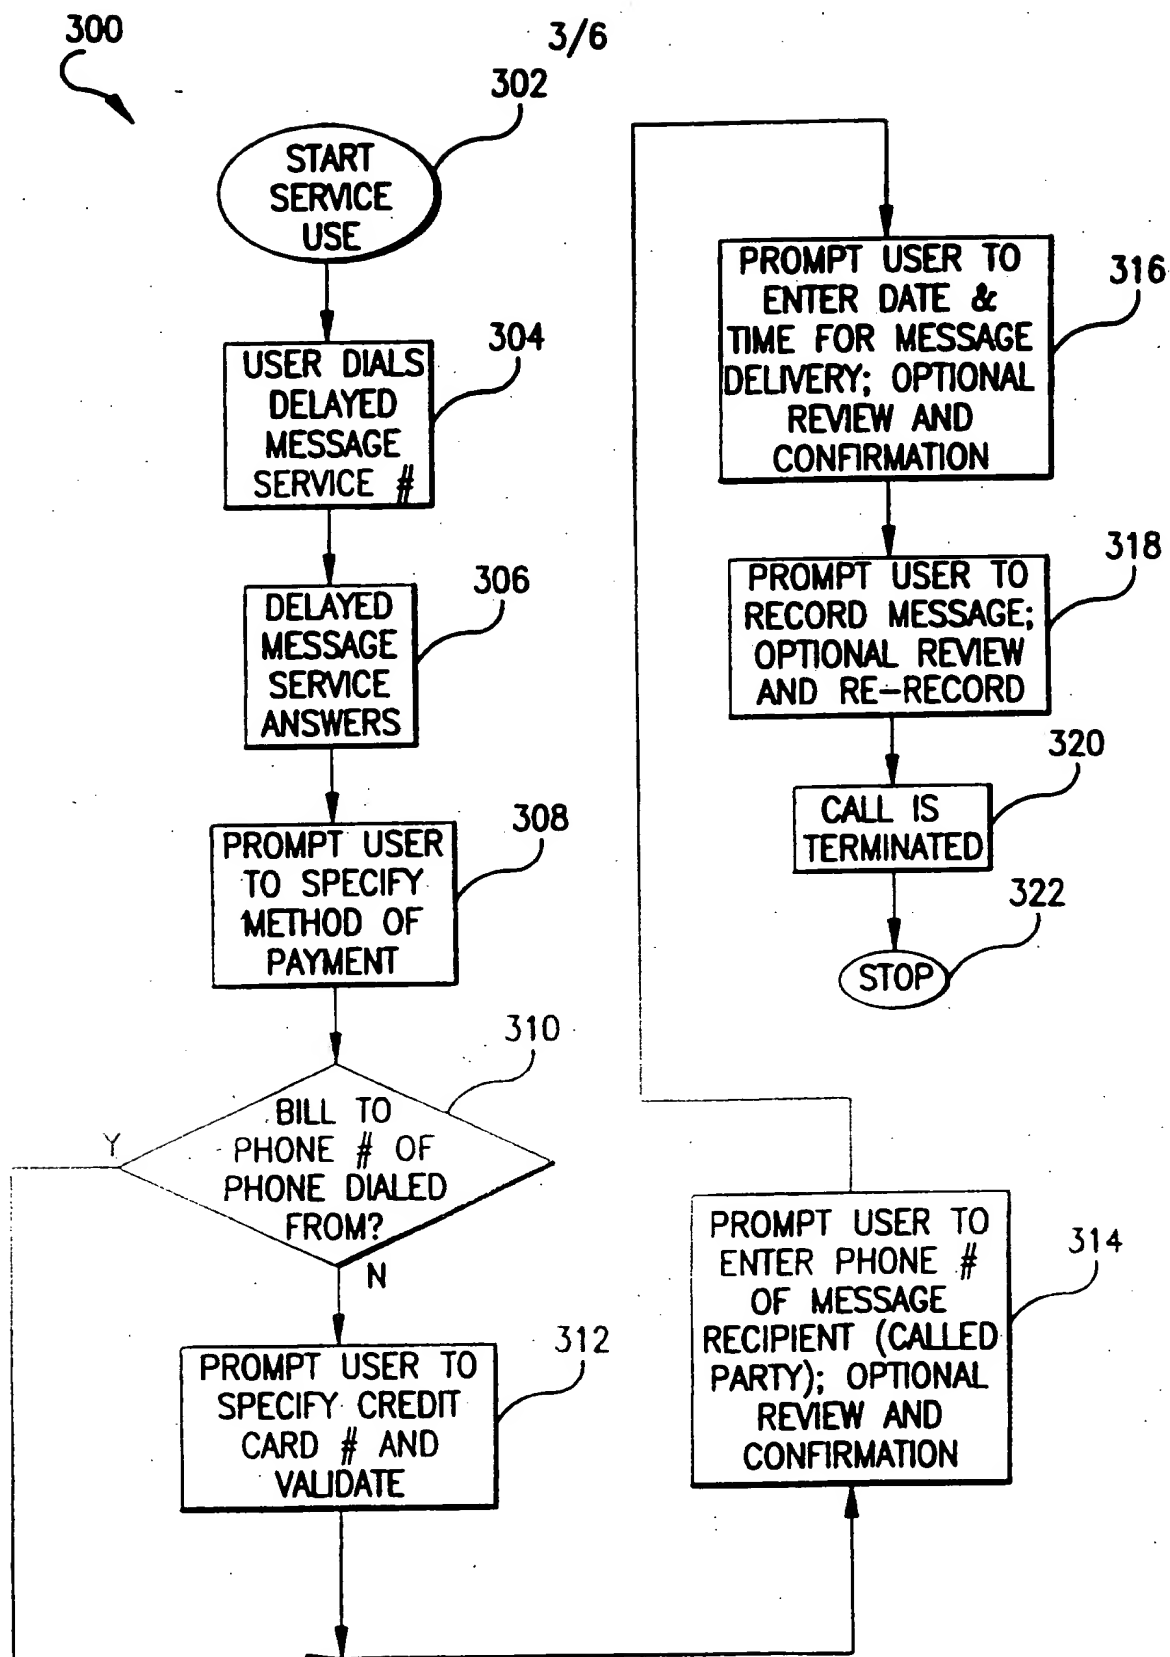 300
3/6
302
START
SERVICE
USE
304
USER DIALS
DELAYED
MESSAGE
SERVICE #
306
DELAYED
MESSAGE
SERVICE
ANSWERS
308
PROMPT USER
TO SPECIFY
METHOD OF
PAYMENT
310
BILL TO
PHONE # OF
PHONE DIALED
FROM?
Y
N
312
PROMPT USER TO
SPECIFY CREDIT
CARD # AND
VALIDATE
314
PROMPT USER TO
ENTER PHONE #
OF MESSAGE
RECIPIENT (CALLED
PARTY); OPTIONAL
REVIEW AND
CONFIRMATION
316
PROMPT USER TO
ENTER DATE &
TIME FOR MESSAGE
DELIVERY; OPTIONAL
REVIEW AND
CONFIRMATION
318
PROMPT USER TO
RECORD MESSAGE;
OPTIONAL REVIEW
AND RE-RECORD
320
CALL IS
TERMINATED
322
STOP